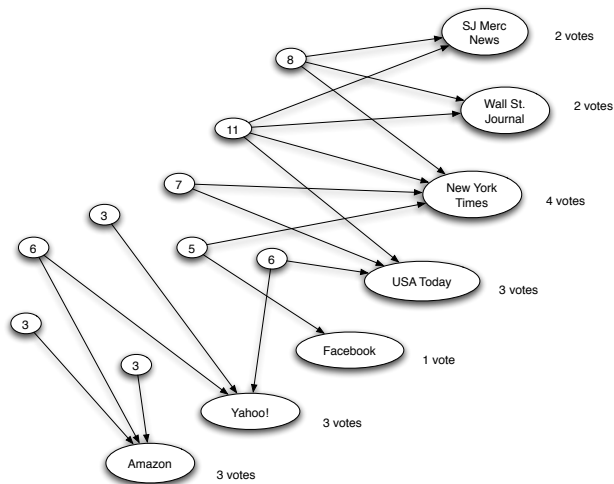 SJ Merc
News
2 votes
8
Wall St.
Journal
2 votes
11
7
New York
Times
4 votes
3
6
5
6
USA Today
3 votes
3
Facebook
1 vote
3
Yahoo!
3 votes
Amazon
3 votes